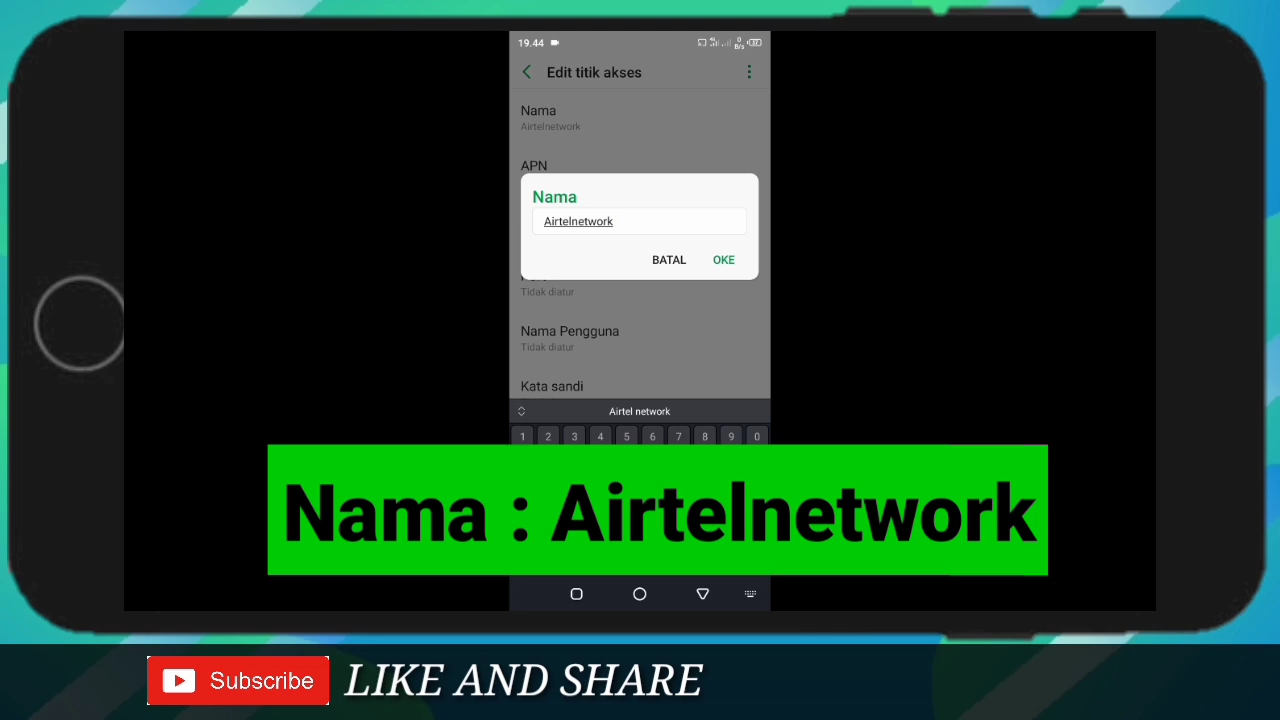 19.44
0
B/s
37
Edit titik akses
Nama
Airtelnetwork
APN
Nama
Airtelnetwork
BATAL OKE
Tidak diatur
Nama Pengguna
Tidak diatur
Kata sandi
Airtel network
1 2 3 4 5 6 7 8 9 0
Nama : Airtelnetwork
Subscribe LIKE AND SHARE